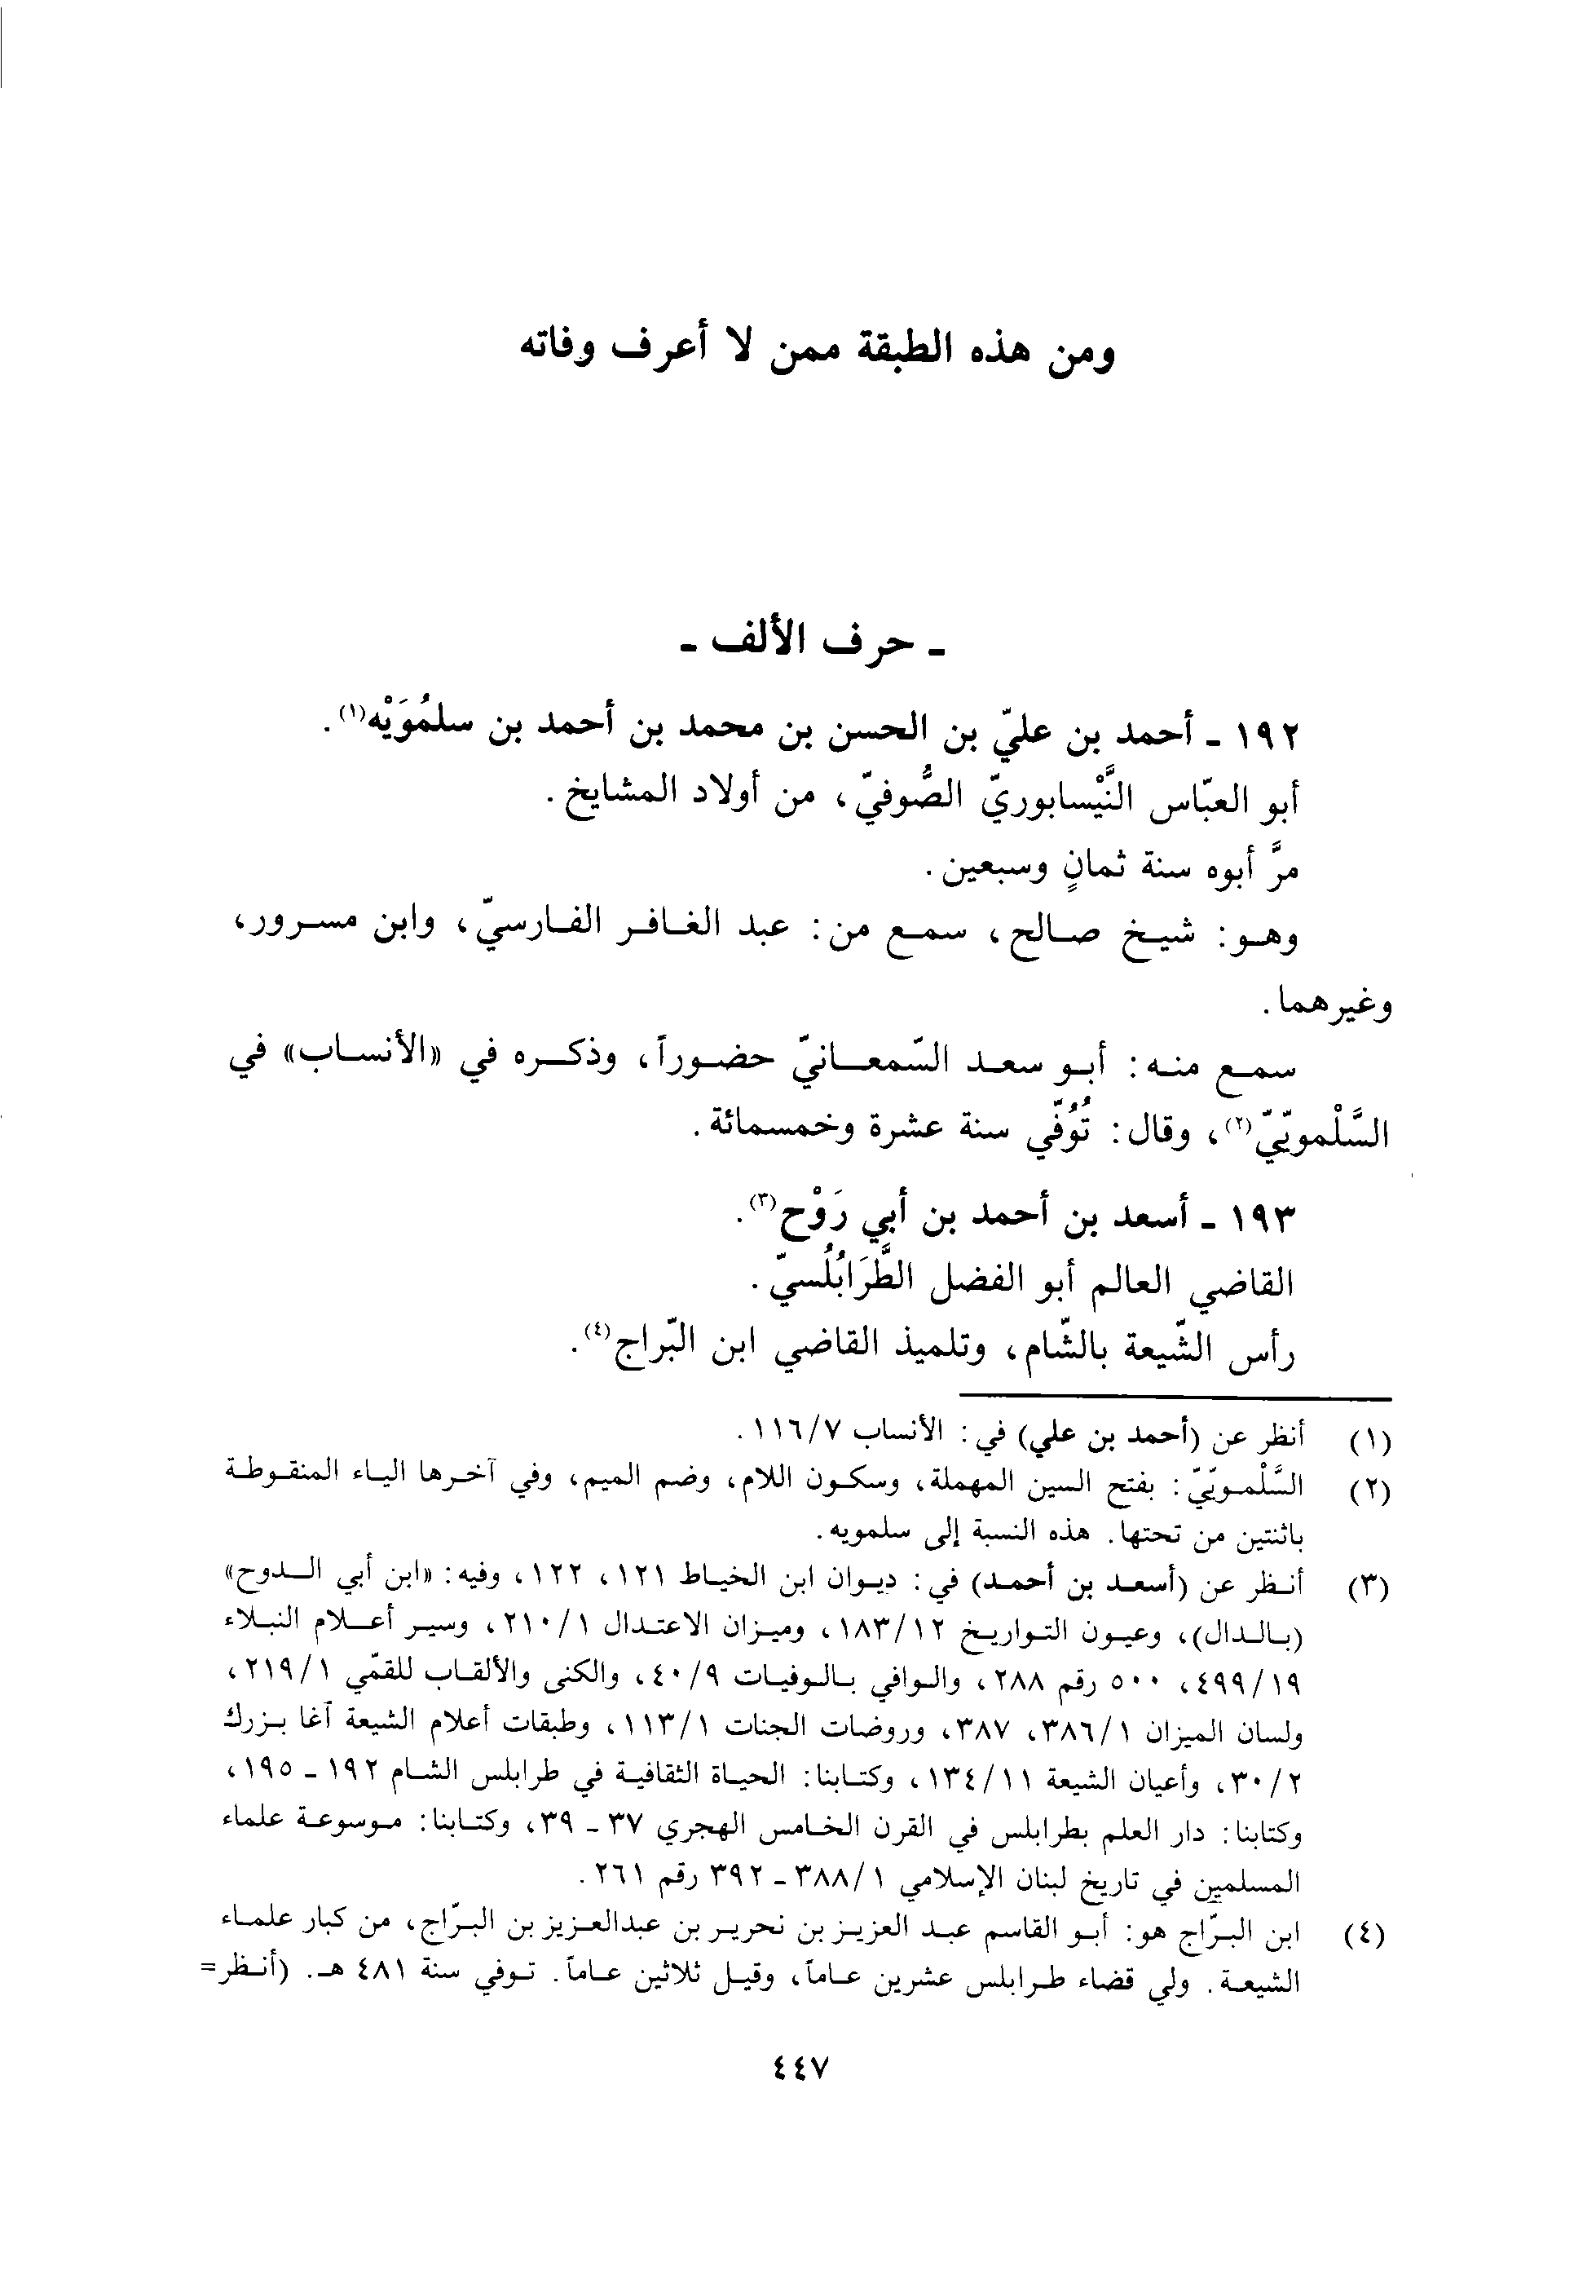 ومن هذه الطبقة ممن لا أعرف وفاته
- حرف الألف -
١٩٢ - أحمد بن عليّ بن الحسن بن محمد بن أحمد بن سلمُوَيْه(١).
أبو العبّاس النَّيْسابوريّ الصُّوفيّ، من أولاد المشايخ.
مرَّ أبوه سنة ثمانٍ وسبعين.
وهو: شيخ صالح، سمع من: عبد الغافر الفارسيّ، وابن مسرور،
وغيرهما.
سمع منه: أبو سعد السّمعانيّ حضوراً، وذكره في «الأنساب» في
السَّلْمويّيّ(٢)، وقال: تُوُفّي سنة عشرة وخمسمائة.
١٩٣ - أسعد بن أحمد بن أبي رَوْح(٣).
القاضي العالم أبو الفضل الطَّرَابُلُسيّ.
رأس الشّيعة بالشّام، وتلميذ القاضي ابن البّراج(٤).
(١) أنظر عن (أحمد بن علي) في: الأنساب ١١٦/٧.
(٢) السَّلْمويّيّ: بفتح السين المهملة، وسكون اللام، وضم الميم، وفي آخرها الياء المنقوطة
باثنتين من تحتها. هذه النسبة إلى سلمويه.
(٣) أنظر عن (أسعد بن أحمد) في: ديوان ابن الخياط ١٢١، ١٢٢، وفيه: «ابن أبي الدوح»
(بالدال)، وعيون التواريخ ١٨٣/١٢، وميزان الاعتدال ٢١٠/١، وسير أعلام النبلاء
٤٩٩/١٩، ٥٠٠ رقم ٢٨٨، والوافي بالوفيات ٤٠/٩، والكنى والألقاب للقمّي ٢١٩/١،
ولسان الميزان ٣٨٦/١، ٣٨٧، وروضات الجنات ١١٣/١، وطبقات أعلام الشيعة آغا بزرك
٣٠/٢، وأعيان الشيعة ١٣٤/١١، وكتابنا: الحياة الثقافية في طرابلس الشام ١٩٢ - ١٩٥،
وكتابنا: دار العلم بطرابلس في القرن الخامس الهجري ٣٧ - ٣٩، وكتابنا: موسوعة علماء
المسلمين في تاريخ لبنان الإسلامي ٣٨٨/١ - ٣٩٢ رقم ٢٦١.
(٤) ابن البرّاج هو: أبو القاسم عبد العزيز بن نحرير بن عبدالعزيز بن البرّاج، من كبار علماء
الشيعة. ولي قضاء طرابلس عشرين عاماً، وقيل ثلاثين عاماً. توفي سنة ٤٨١ هـ. (أنظر=
٤٤٧